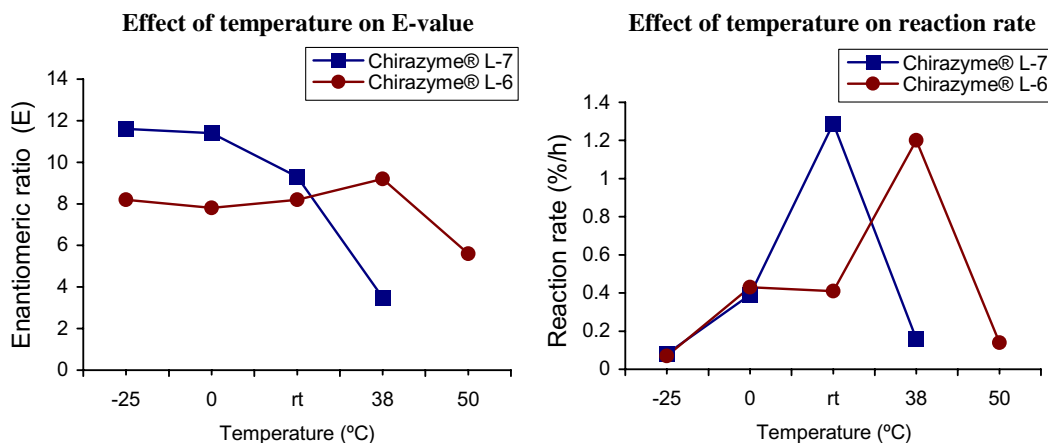 Effect of temperature on E-value
Chirazyme® L-7
Chirazyme® L-6
Enantiomeric ratio (E)
14
12
10
8
6
4
2
0
-25 0 rt 38 50
Temperature (ºC)
Effect of temperature on reaction rate
Chirazyme® L-7
Chirazyme® L-6
Reaction rate (%/h)
1.4
1.2
1.0
0.8
0.6
0.4
0.2
0
-25 0 rt 38 50
Temperature (ºC)